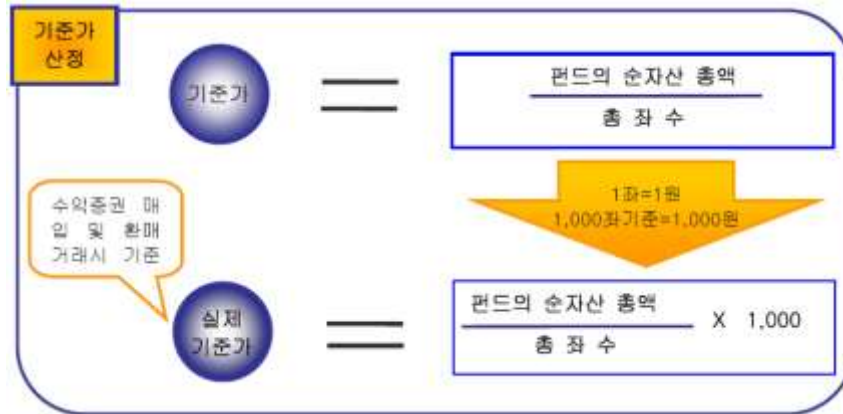 기준가
산정
기준가
펀드의 순자산 총액
총 좌 수
1좌=1원
1,000좌기준=1,000원
수익증권 매
입 및 환매
거래시 기준
실제
기준가
펀드의 순자산 총액
총 좌 수
X 1,000